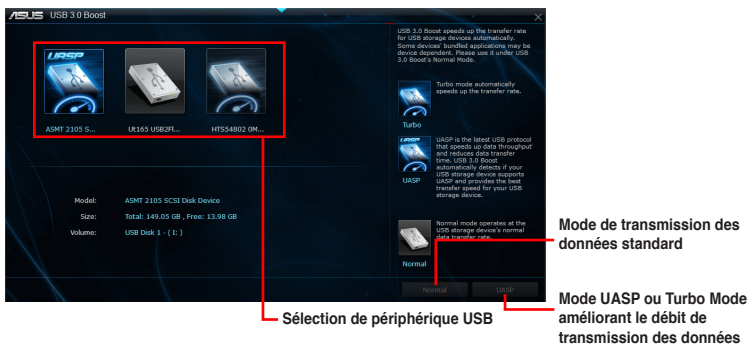 ASUS USB 3.0 Boost
UASP
ASMT 2105 S...
Ut165 USB2Fl...
HTS54802 0M...
Model: ASMT 2105 SCSI Disk Device
Size: Total: 149.05 GB , Free: 13.98 GB
Volume: USB Disk 1 - ( I: )
USB 3.0 Boost speeds up the transfer rate
for USB storage devices automatically.
Some devices' bundled applications may be
device dependent. Please use it under USB
3.0 Boost's Normal Mode.
Turbo mode automatically
speeds up the transfer rate.
Turbo
UASP
UASP is the latest USB protocol
that speeds up data throughput
and reduces data transfer
time. USB 3.0 Boost
automatically detects if your
USB storage device supports
UASP and provides the best
transfer speed for your USB
storage device.
UASP
Normal mode operates at the
USB storage device's normal
data transfer rate.
Normal
Normal
UASP
Mode de transmission des
données standard
Sélection de périphérique USB
Mode UASP ou Turbo Mode
améliorant le débit de
transmission des données